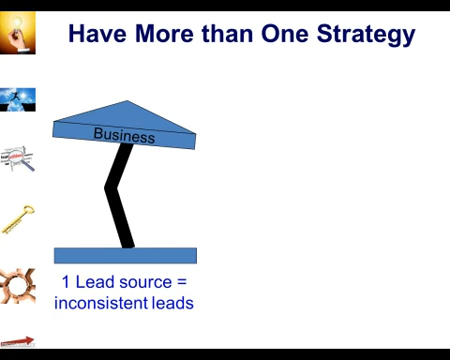 Have More than One Strategy
Business
1 Lead source =
inconsistent leads